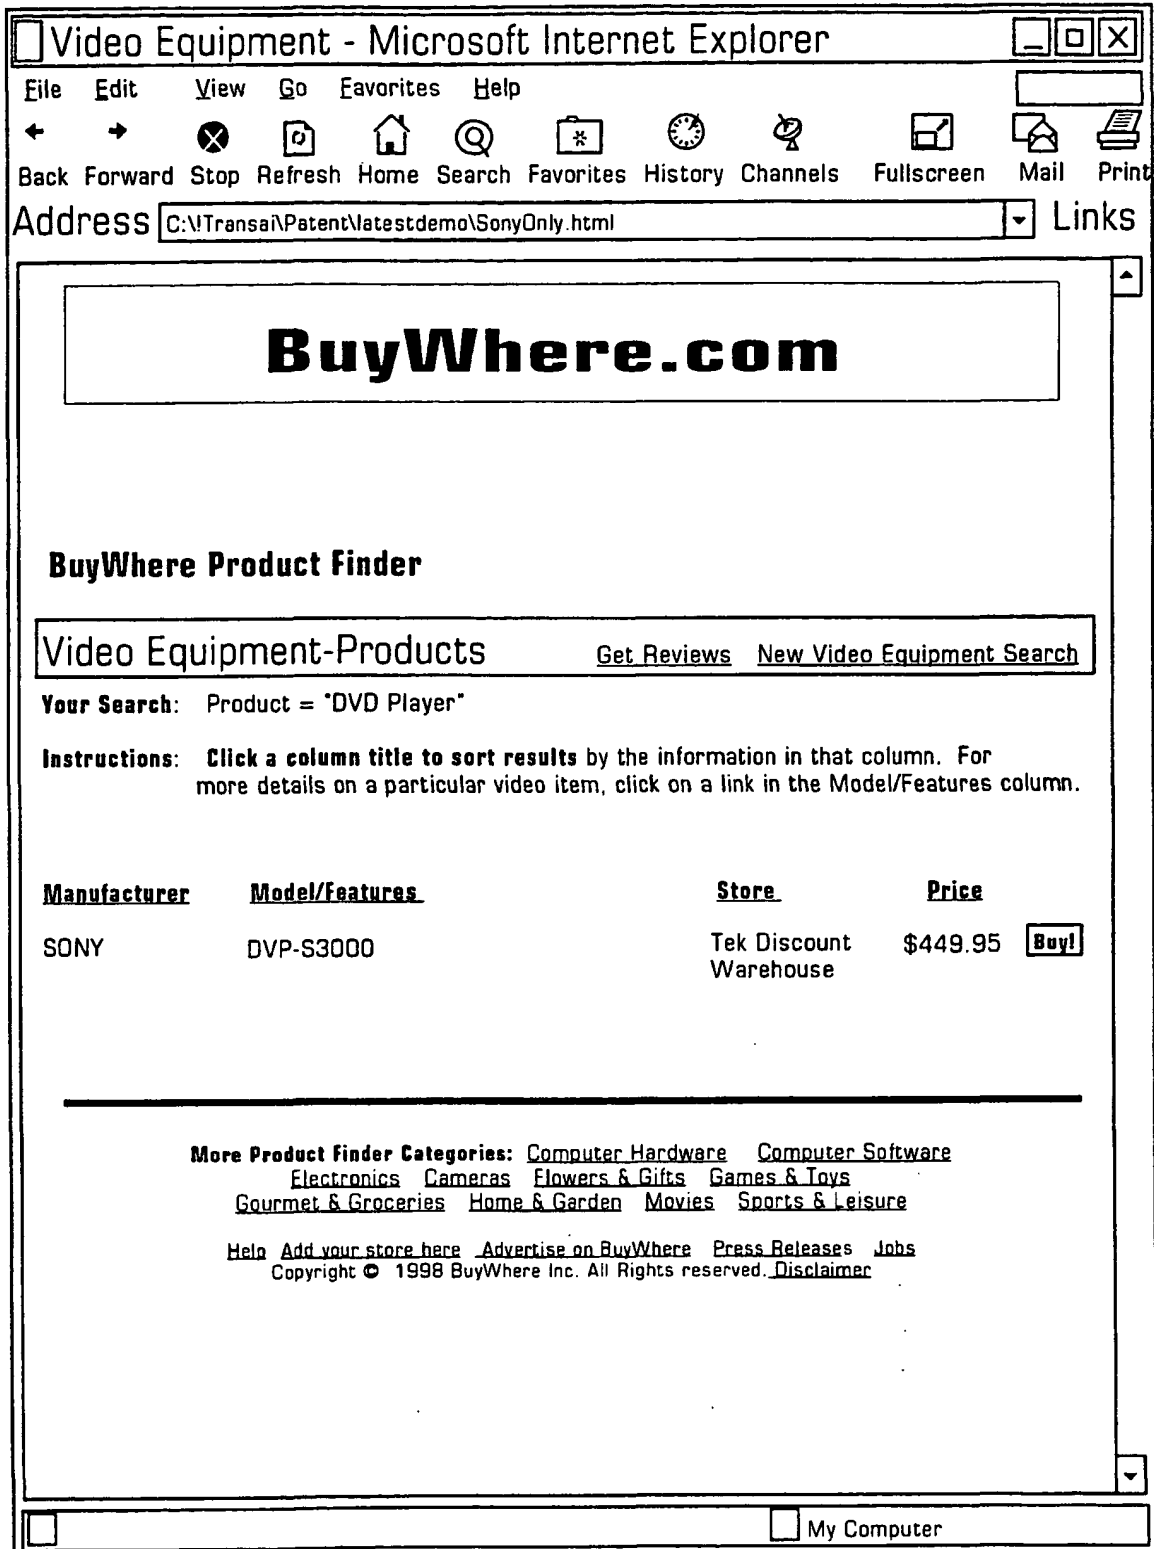 Video Equipment - Microsoft Internet Explorer
File Edit View Go Favorites Help
Back Forward Stop Refresh Home Search Favorites History Channels Fullscreen Mail Print
Address C:\!Transai\Patent\latestdemo\SonyOnly.html Links
BuyWhere.com
BuyWhere Product Finder
Video Equipment-Products Get Reviews New Video Equipment Search
Your Search: Product = "DVD Player"
Instructions: Click a column title to sort results by the information in that column. For
more details on a particular video item, click on a link in the Model/Features column.
Manufacturer Model/Features Store Price
SONY DVP-S3000 Tek Discount $449.95 Buy!
Warehouse
More Product Finder Categories: Computer Hardware Computer Software
Electronics Cameras Flowers & Gifts Games & Toys
Gourmet & Groceries Home & Garden Movies Sports & Leisure
Help Add your store here Advertise on BuyWhere Press Releases Jobs
Copyright © 1998 BuyWhere Inc. All Rights reserved. Disclaimer
My Computer